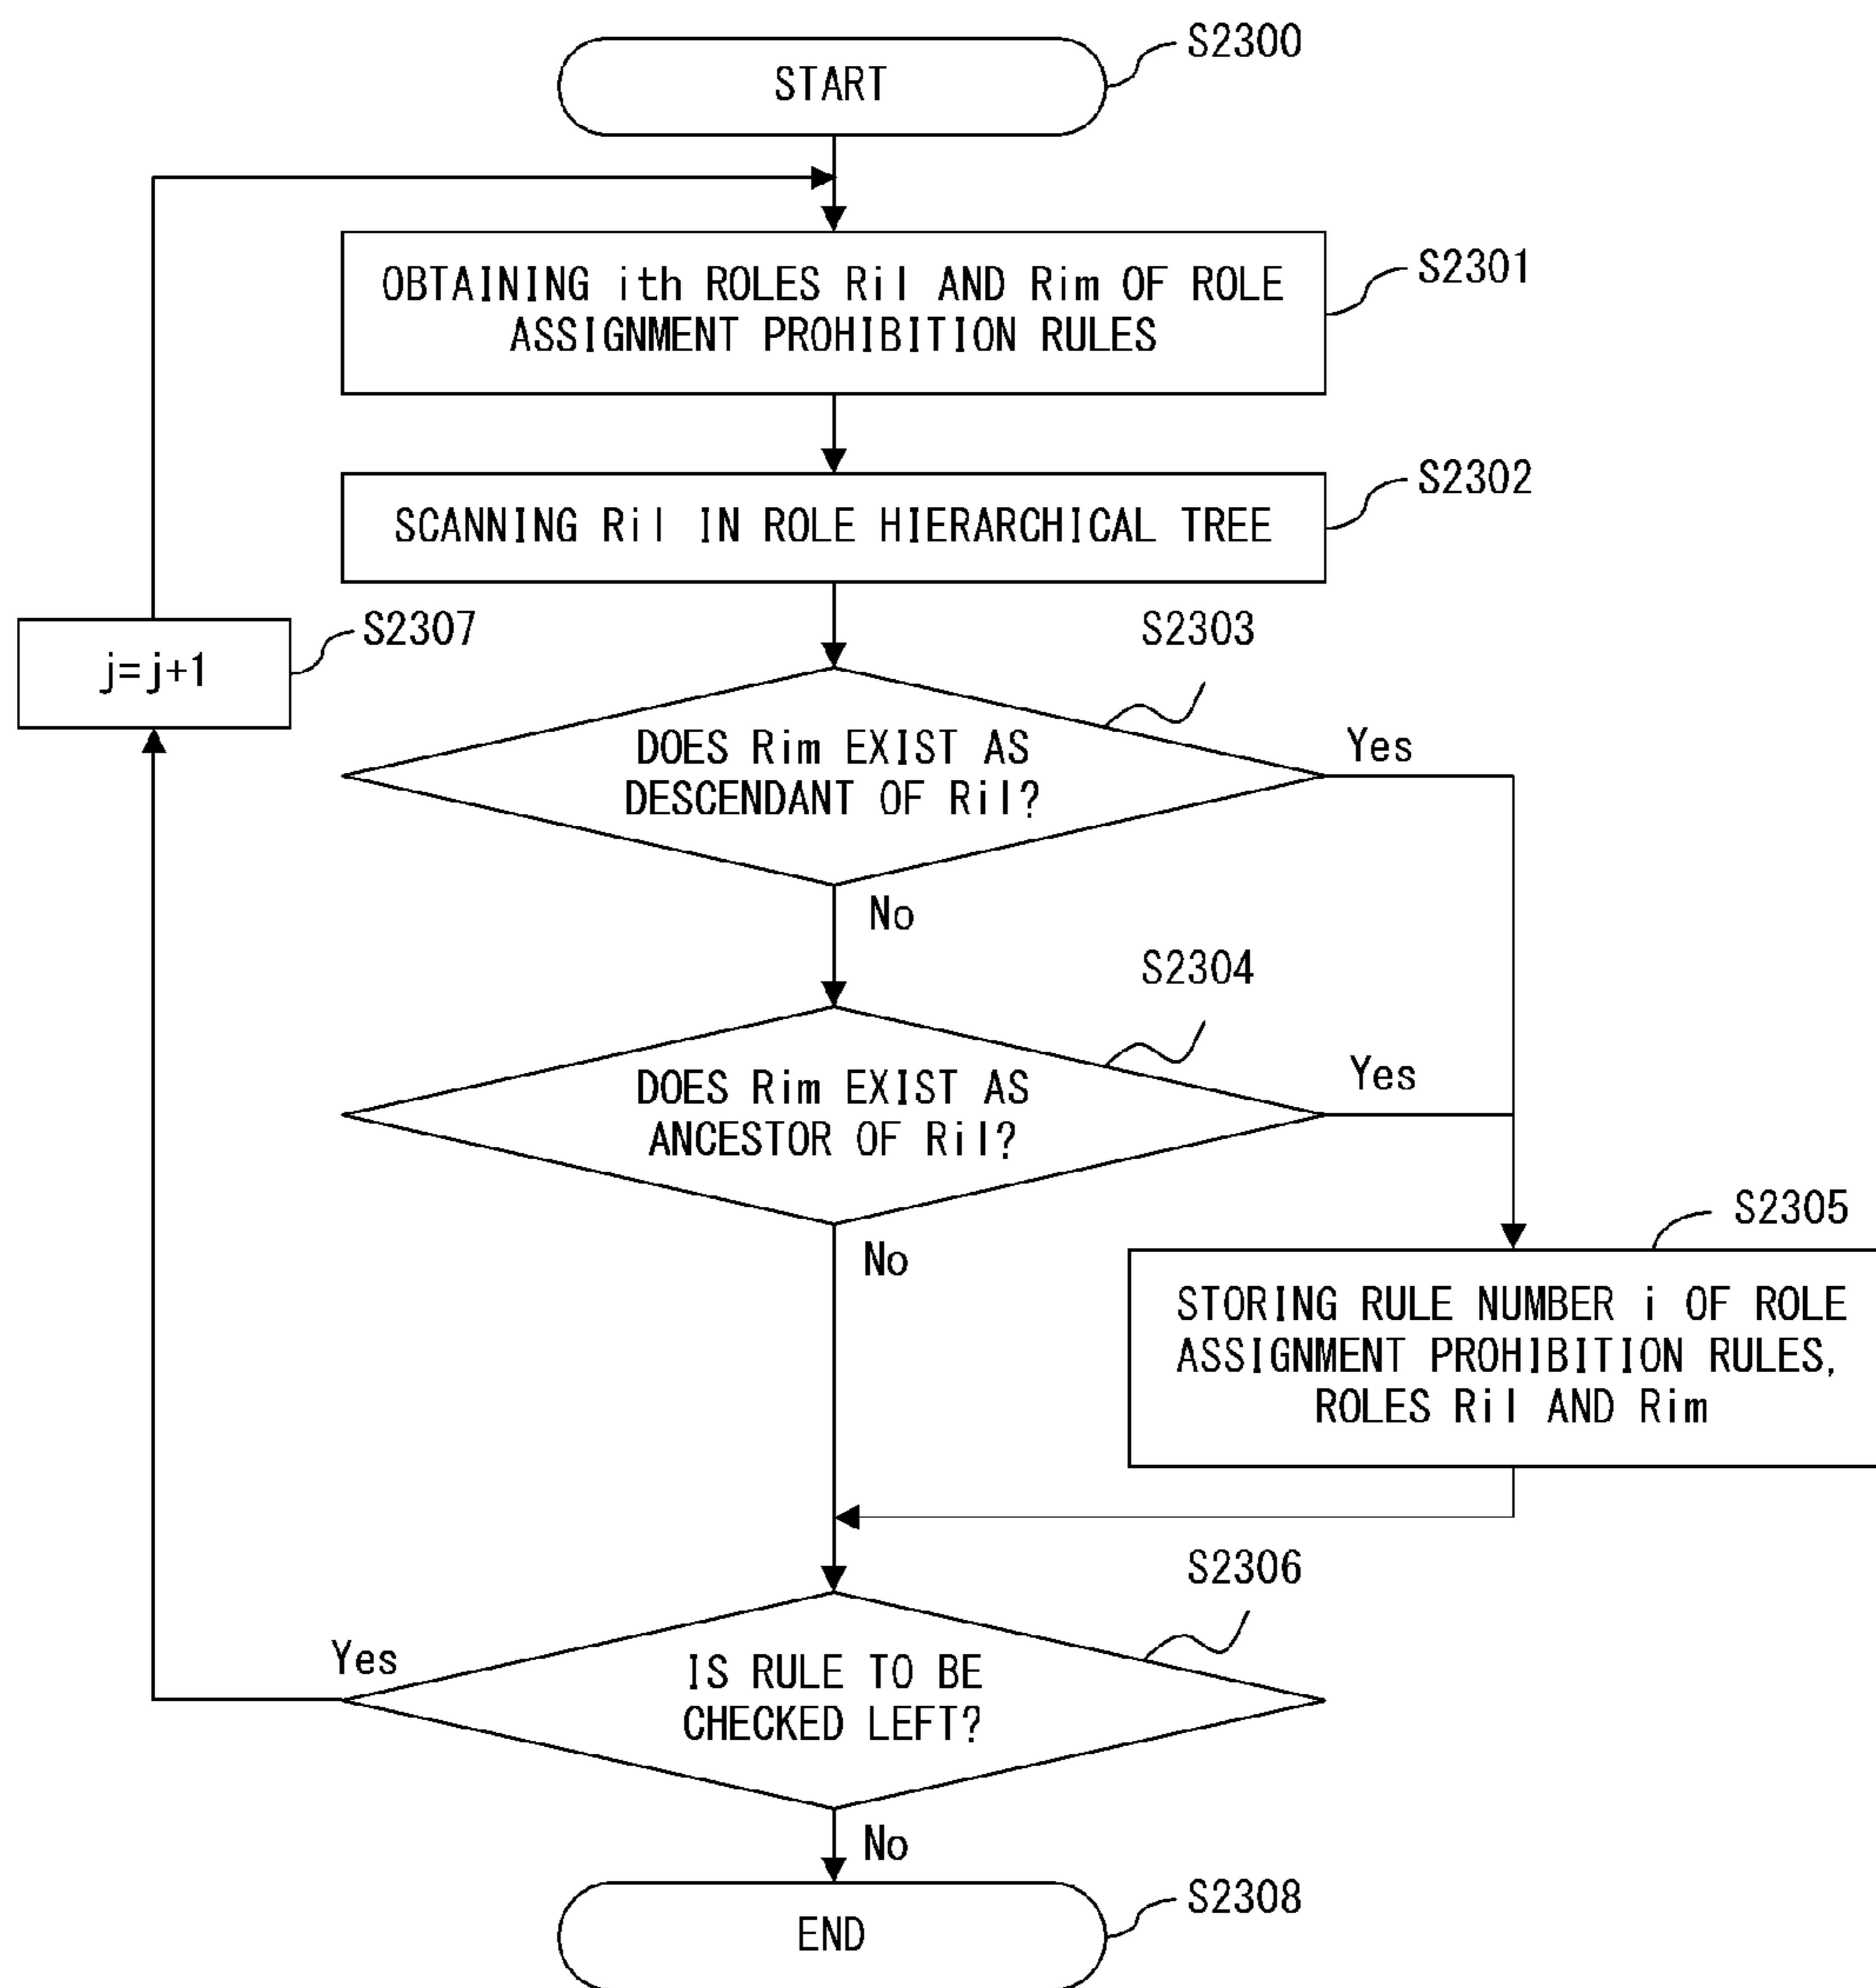 START
S2300
OBTAINING ith ROLES Ril AND Rim OF ROLE
ASSIGNMENT PROHIBITION RULES
S2301
SCANNING Ril IN ROLE HIERARCHICAL TREE
S2302
j=j+1
S2307
S2303
DOES Rim EXIST AS
DESCENDANT OF Ril?
Yes
No
S2304
DOES Rim EXIST AS
ANCESTOR OF Ril?
Yes
No
S2305
STORING RULE NUMBER i OF ROLE
ASSIGNMENT PROHIBITION RULES,
ROLES Ril AND Rim
S2306
Yes
IS RULE TO BE
CHECKED LEFT?
No
END
S2308